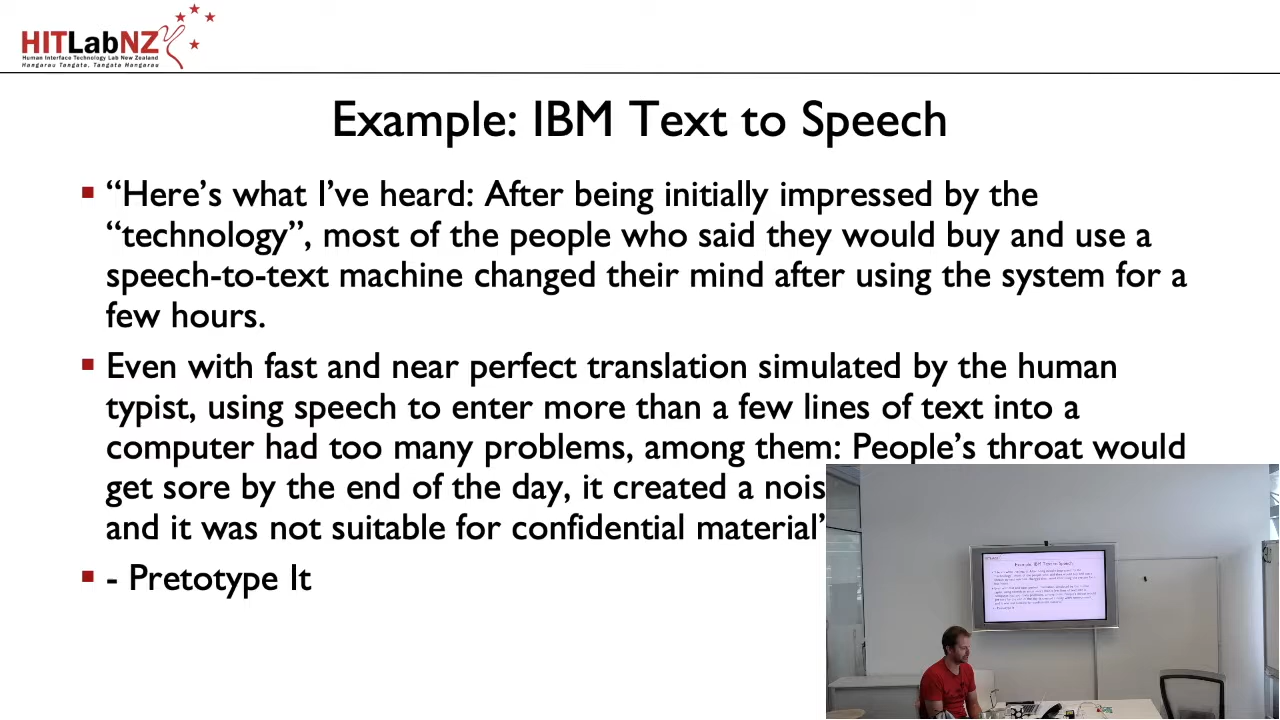 HITLabNZ
Human Interface Technology Lab New Zealand
Hangarau Tangata, Tangata Hangarau
Example: IBM Text to Speech
“Here’s what I’ve heard: After being initially impressed by the
“technology”, most of the people who said they would buy and use a
speech-to-text machine changed their mind after using the system for a
few hours.
Even with fast and near perfect translation simulated by the human
typist, using speech to enter more than a few lines of text into a
computer had too many problems, among them: People’s throat would
get sore by the end of the day, it created a nois
and it was not suitable for confidential material”
- Pretotype It
Example: IBM Text to Speech